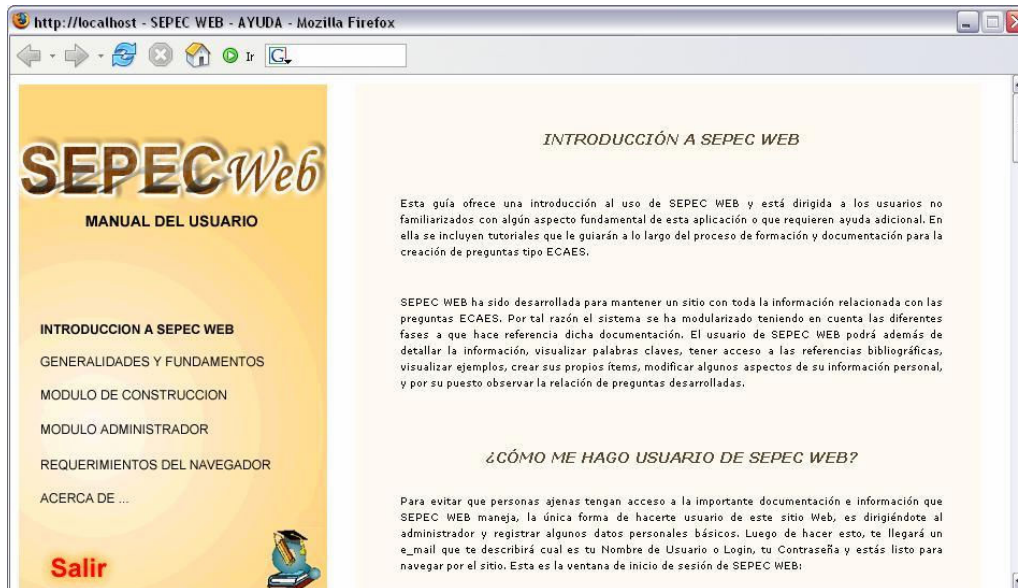 http://localhost - SEPEC WEB - AYUDA - Mozilla Firefox
Ir
SEPEC Web
MANUAL DEL USUARIO
INTRODUCCION A SEPEC WEB
GENERALIDADES Y FUNDAMENTOS
MODULO DE CONSTRUCCION
MODULO ADMINISTRADOR
REQUERIMIENTOS DEL NAVEGADOR
ACERCA DE ...
Salir
INTRODUCCIÓN A SEPEC WEB
Esta guía ofrece una introducción al uso de SEPEC WEB y está dirigida a los usuarios no
familiarizados con algún aspecto fundamental de esta aplicación o que requieren ayuda adicional. En
ella se incluyen tutoriales que le guiarán a lo largo del proceso de formación y documentación para la
creación de preguntas tipo ECAES.
SEPEC WEB ha sido desarrollada para mantener un sitio con toda la información relacionada con las
preguntas ECAES. Por tal razón el sistema se ha modularizado teniendo en cuenta las diferentes
fases a que hace referencia dicha documentación. El usuario de SEPEC WEB podrá además de
detallar la información, visualizar palabras claves, tener acceso a las referencias bibliográficas,
visualizar ejemplos, crear sus propios ítems, modificar algunos aspectos de su información personal,
y por su puesto observar la relación de preguntas desarrolladas.
¿CÓMO ME HAGO USUARIO DE SEPEC WEB?
Para evitar que personas ajenas tengan acceso a la importante documentación e información que
SEPEC WEB maneja, la única forma de hacerte usuario de este sitio Web, es dirigiéndote al
administrador y registrar algunos datos personales básicos. Luego de hacer esto, te llegará un
e_mail que te describirá cual es tu Nombre de Usuario o Login, tu Contraseña y estás listo para
navegar por el sitio. Esta es la ventana de inicio de sesión de SEPEC WEB: